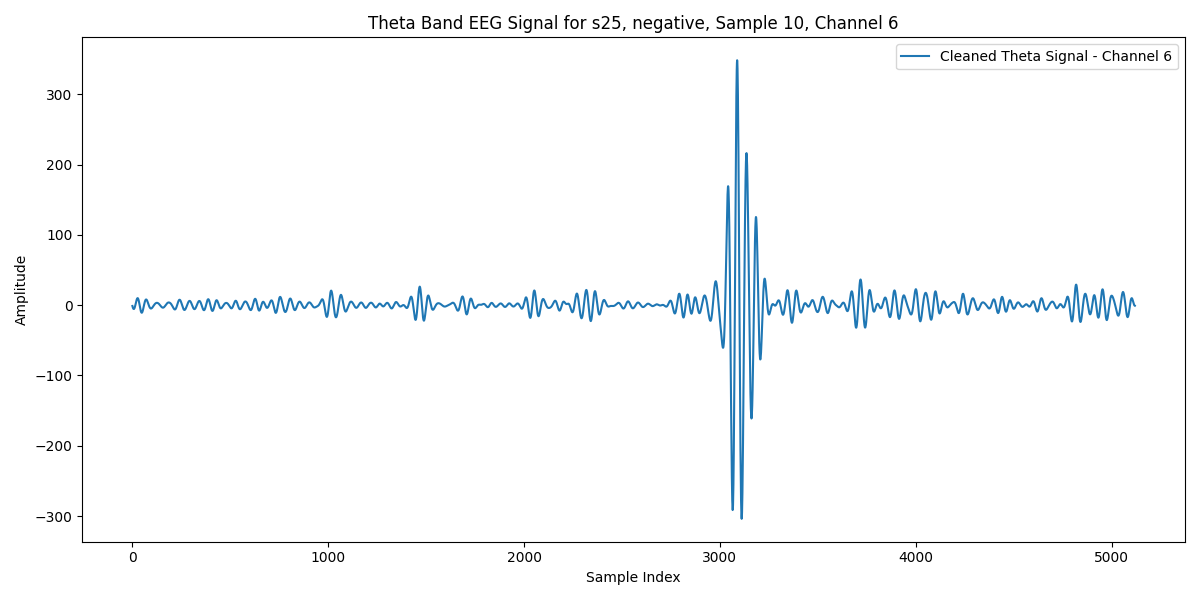 Theta Band EEG Signal for s25, negative, Sample 10, Channel 6
Cleaned Theta Signal - Channel 6
Amplitude
300
200
100
0
−100
−200
−300
0 1000 2000 3000 4000 5000
Sample Index